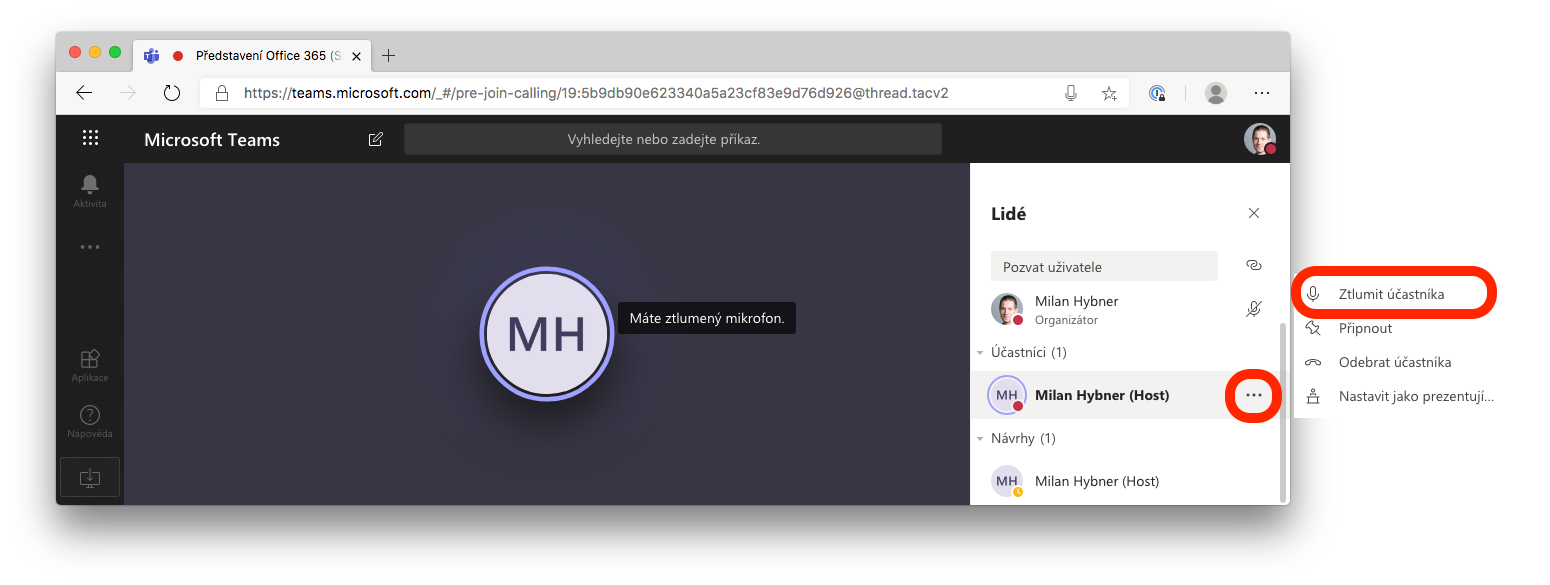 Představení Office 365 (S
https://teams.microsoft.com/_#/pre-join-calling/19:5b9db90e623340a5a23cf83e9d76d926@thread.tacv2
Microsoft Teams
Vyhledejte nebo zadejte příkaz.
Aktivita
Aplikace
Nápověda
MH
Máte ztlumený mikrofon.
Lidé
Pozvat uživatele
Milan Hybner
Organizátor
Účastníci (1)
MH Milan Hybner (Host)
Návrhy (1)
MH Milan Hybner (Host)
Ztlumit účastníka
Připnout
Odebrat účastníka
Nastavit jako prezentují...